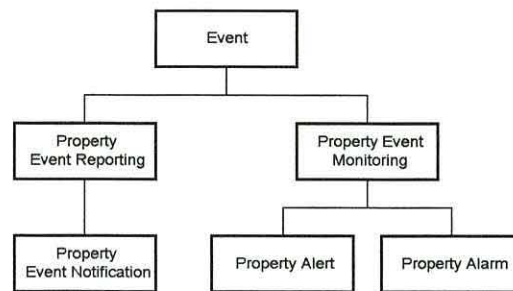 Event
Property
Event Reporting
Property Event
Monitoring
Property
Event Notification
Property Alert
Property Alarm